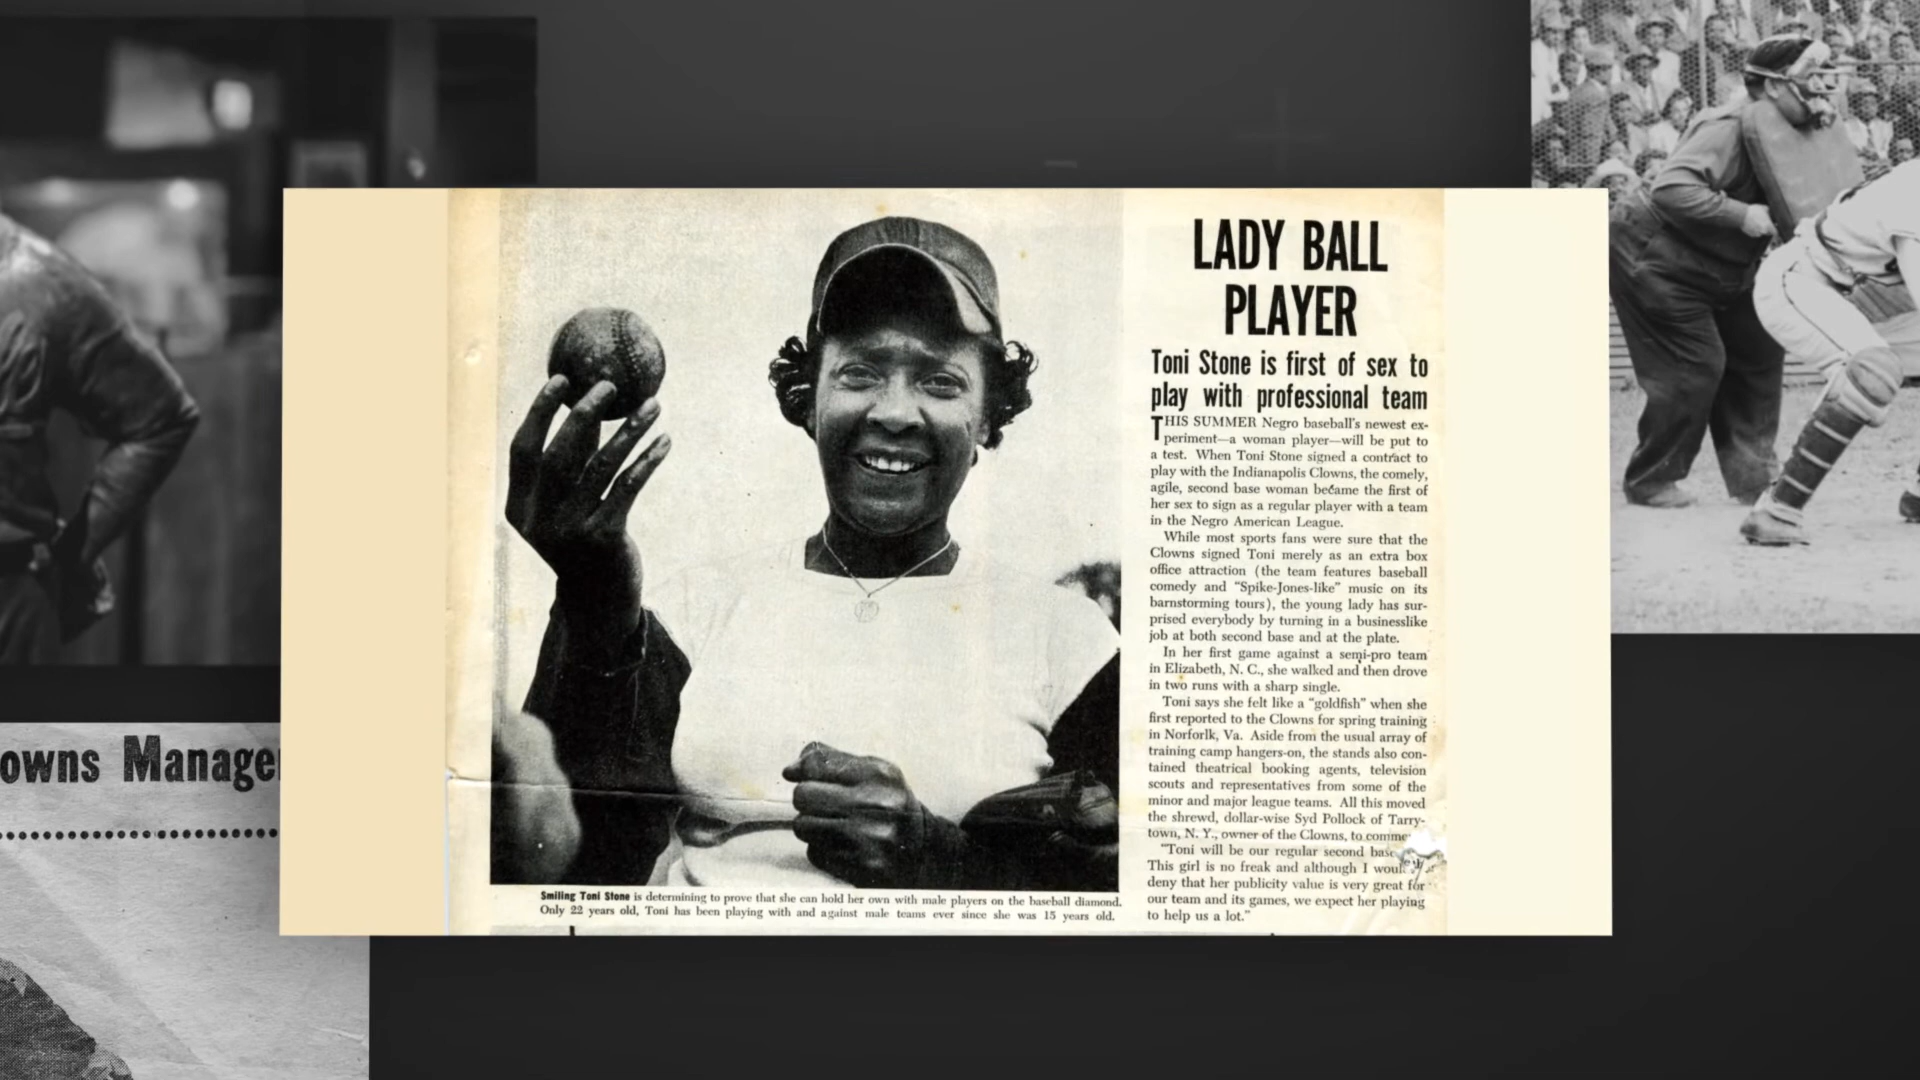 owns Manage
LADY BALL
PLAYER
Toni Stone is first of sex to
play with professional team
THIS SUMMER Negro baseball's newest ex-
periment—a woman player—will be put to
a test. When Toni Stone signed a contract to
play with the Indianapolis Clowns, the comely,
agile, second base woman became the first of
her sex to sign as a regular player with a team
in the Negro American League.
While most sports fans were sure that the
Clowns signed Toni merely as an extra box
office attraction (the team features baseball
comedy and "Spike-Jones-like" music on its
barnstorming tours), the young lady has sur-
prised everybody by turning in a businesslike
job at both second base and at the plate.
In her first game against a semi-pro team
in Elizabeth, N. C., she walked and then drove
in two runs with a sharp single.
Toni says she felt like a "goldfish" when she
first reported to the Clowns for spring training
in Norforlk, Va. Aside from the usual array of
training camp hangers-on, the stands also con-
tained theatrical booking agents, television
scouts and representatives from some of the
minor and major league teams. All this moved
the shrewd, dollar-wise Syd Pollock of Tarry-
town, N. Y., owner of the Clowns, to comme
"Toni will be our regular second bas
This girl is no freak and although I woul
deny that her publicity value is very great for
our team and its games, we expect her playing
to help us a lot."
Smiling Toni Stone is determining to prove that she can hold her own with male players on the baseball diamond.
Only 22 years old, Toni has been playing with and against male teams ever since she was 15 years old.